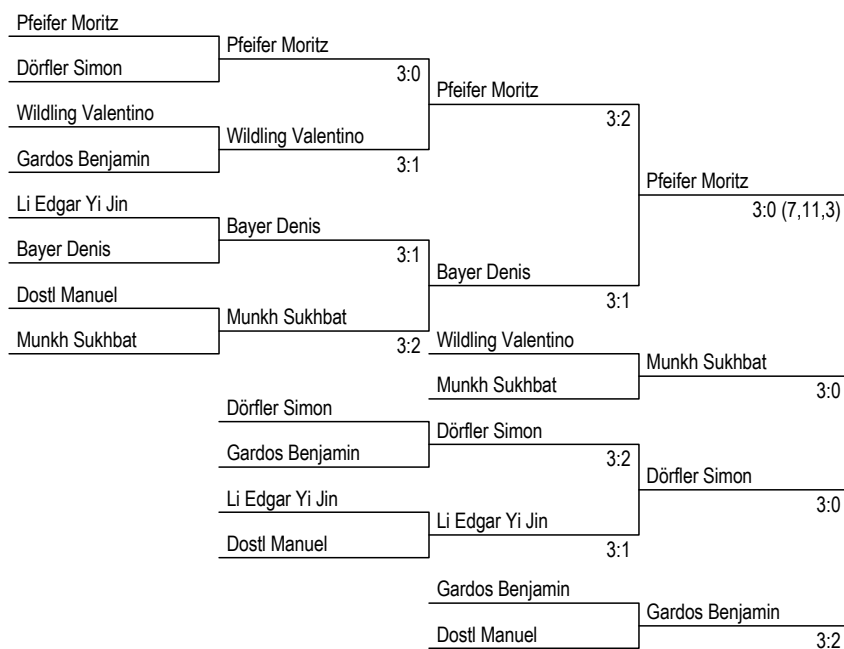 Pfeifer Moritz
Pfeifer Moritz
Dörfler Simon
3:0
Pfeifer Moritz
Wildling Valentino
3:2
Wildling Valentino
Gardos Benjamin
3:1
Pfeifer Moritz
Li Edgar Yi Jin
3:0 (7,11,3)
Bayer Denis
Bayer Denis
3:1
Bayer Denis
Dostl Manuel
3:1
Munkh Sukhbat
Munkh Sukhbat
3:2
Wildling Valentino
Munkh Sukhbat
Munkh Sukhbat
3:0
Dörfler Simon
Dörfler Simon
Gardos Benjamin
3:2
Dörfler Simon
Li Edgar Yi Jin
3:0
Li Edgar Yi Jin
Dostl Manuel
3:1
Gardos Benjamin
Gardos Benjamin
Dostl Manuel
3:2